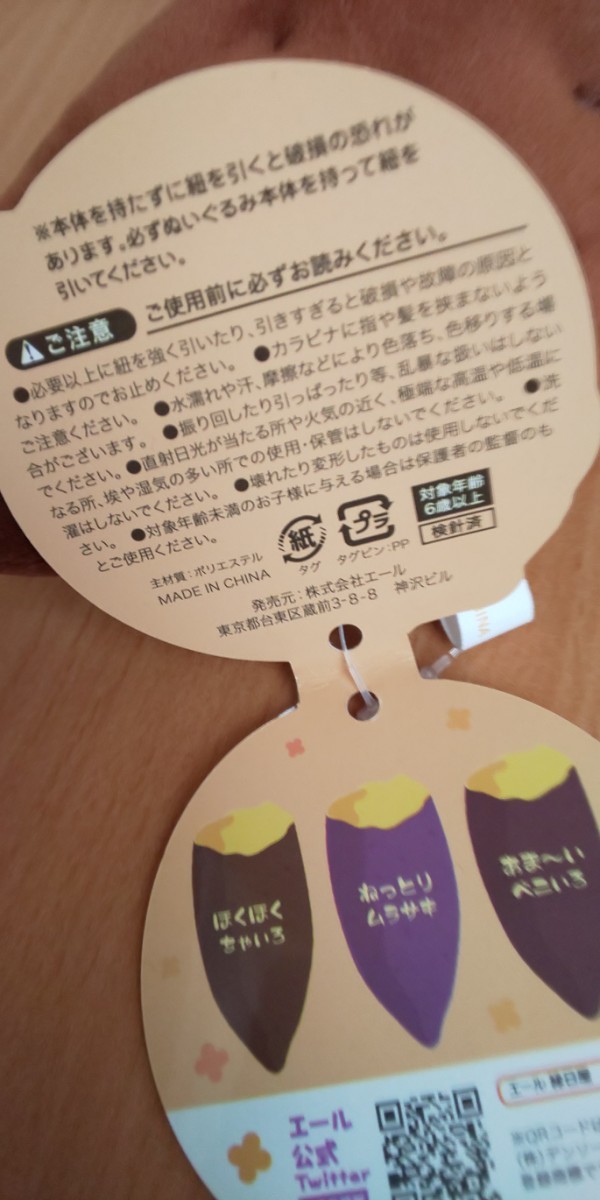 ※本体を持たずに紐を引くと破損の恐れが
あります。必ずぬいぐるみ本体を持って紐を
引いてください。
ご注意 ご使用前に必ずお読みください。
●必要以上に紐を強く引いたり、引きすぎると破損や故障の原因と
なりますのでお止めください。 ●カラビナに指や髪を挟まないよう
ご注意ください。 ●水濡れや汗、摩擦などにより色落ち、色移りする場
合がございます。 ●振り回したり引っぱったり等、乱暴な扱いはしない
でください。 ●直射日光が当たる所や火気の近く、極端な高温や低温に
なる所、埃や湿気の多い所での使用・保管はしないでください。 ●洗
濯はしないでください。 ●壊れたり変形したものは使用しないでくだ
さい。 ●対象年齢未満のお子様に与える場合は保護者の監督のも
とご使用ください。
対象年齢
6歳以上
検針済
紙
タグ
プラ
タグピン:PP
主材質:ポリエステル
MADE IN CHINA
発売元:株式会社エール
東京都台東区蔵前3-8-8 神沢ビル
ほくほく
ちゃいろ
ねっとり
ムラサキ
あま〜い
べにいろ
エール
公式
Twitter
エール 縁日屋
※QRコードは
(株)デンソー